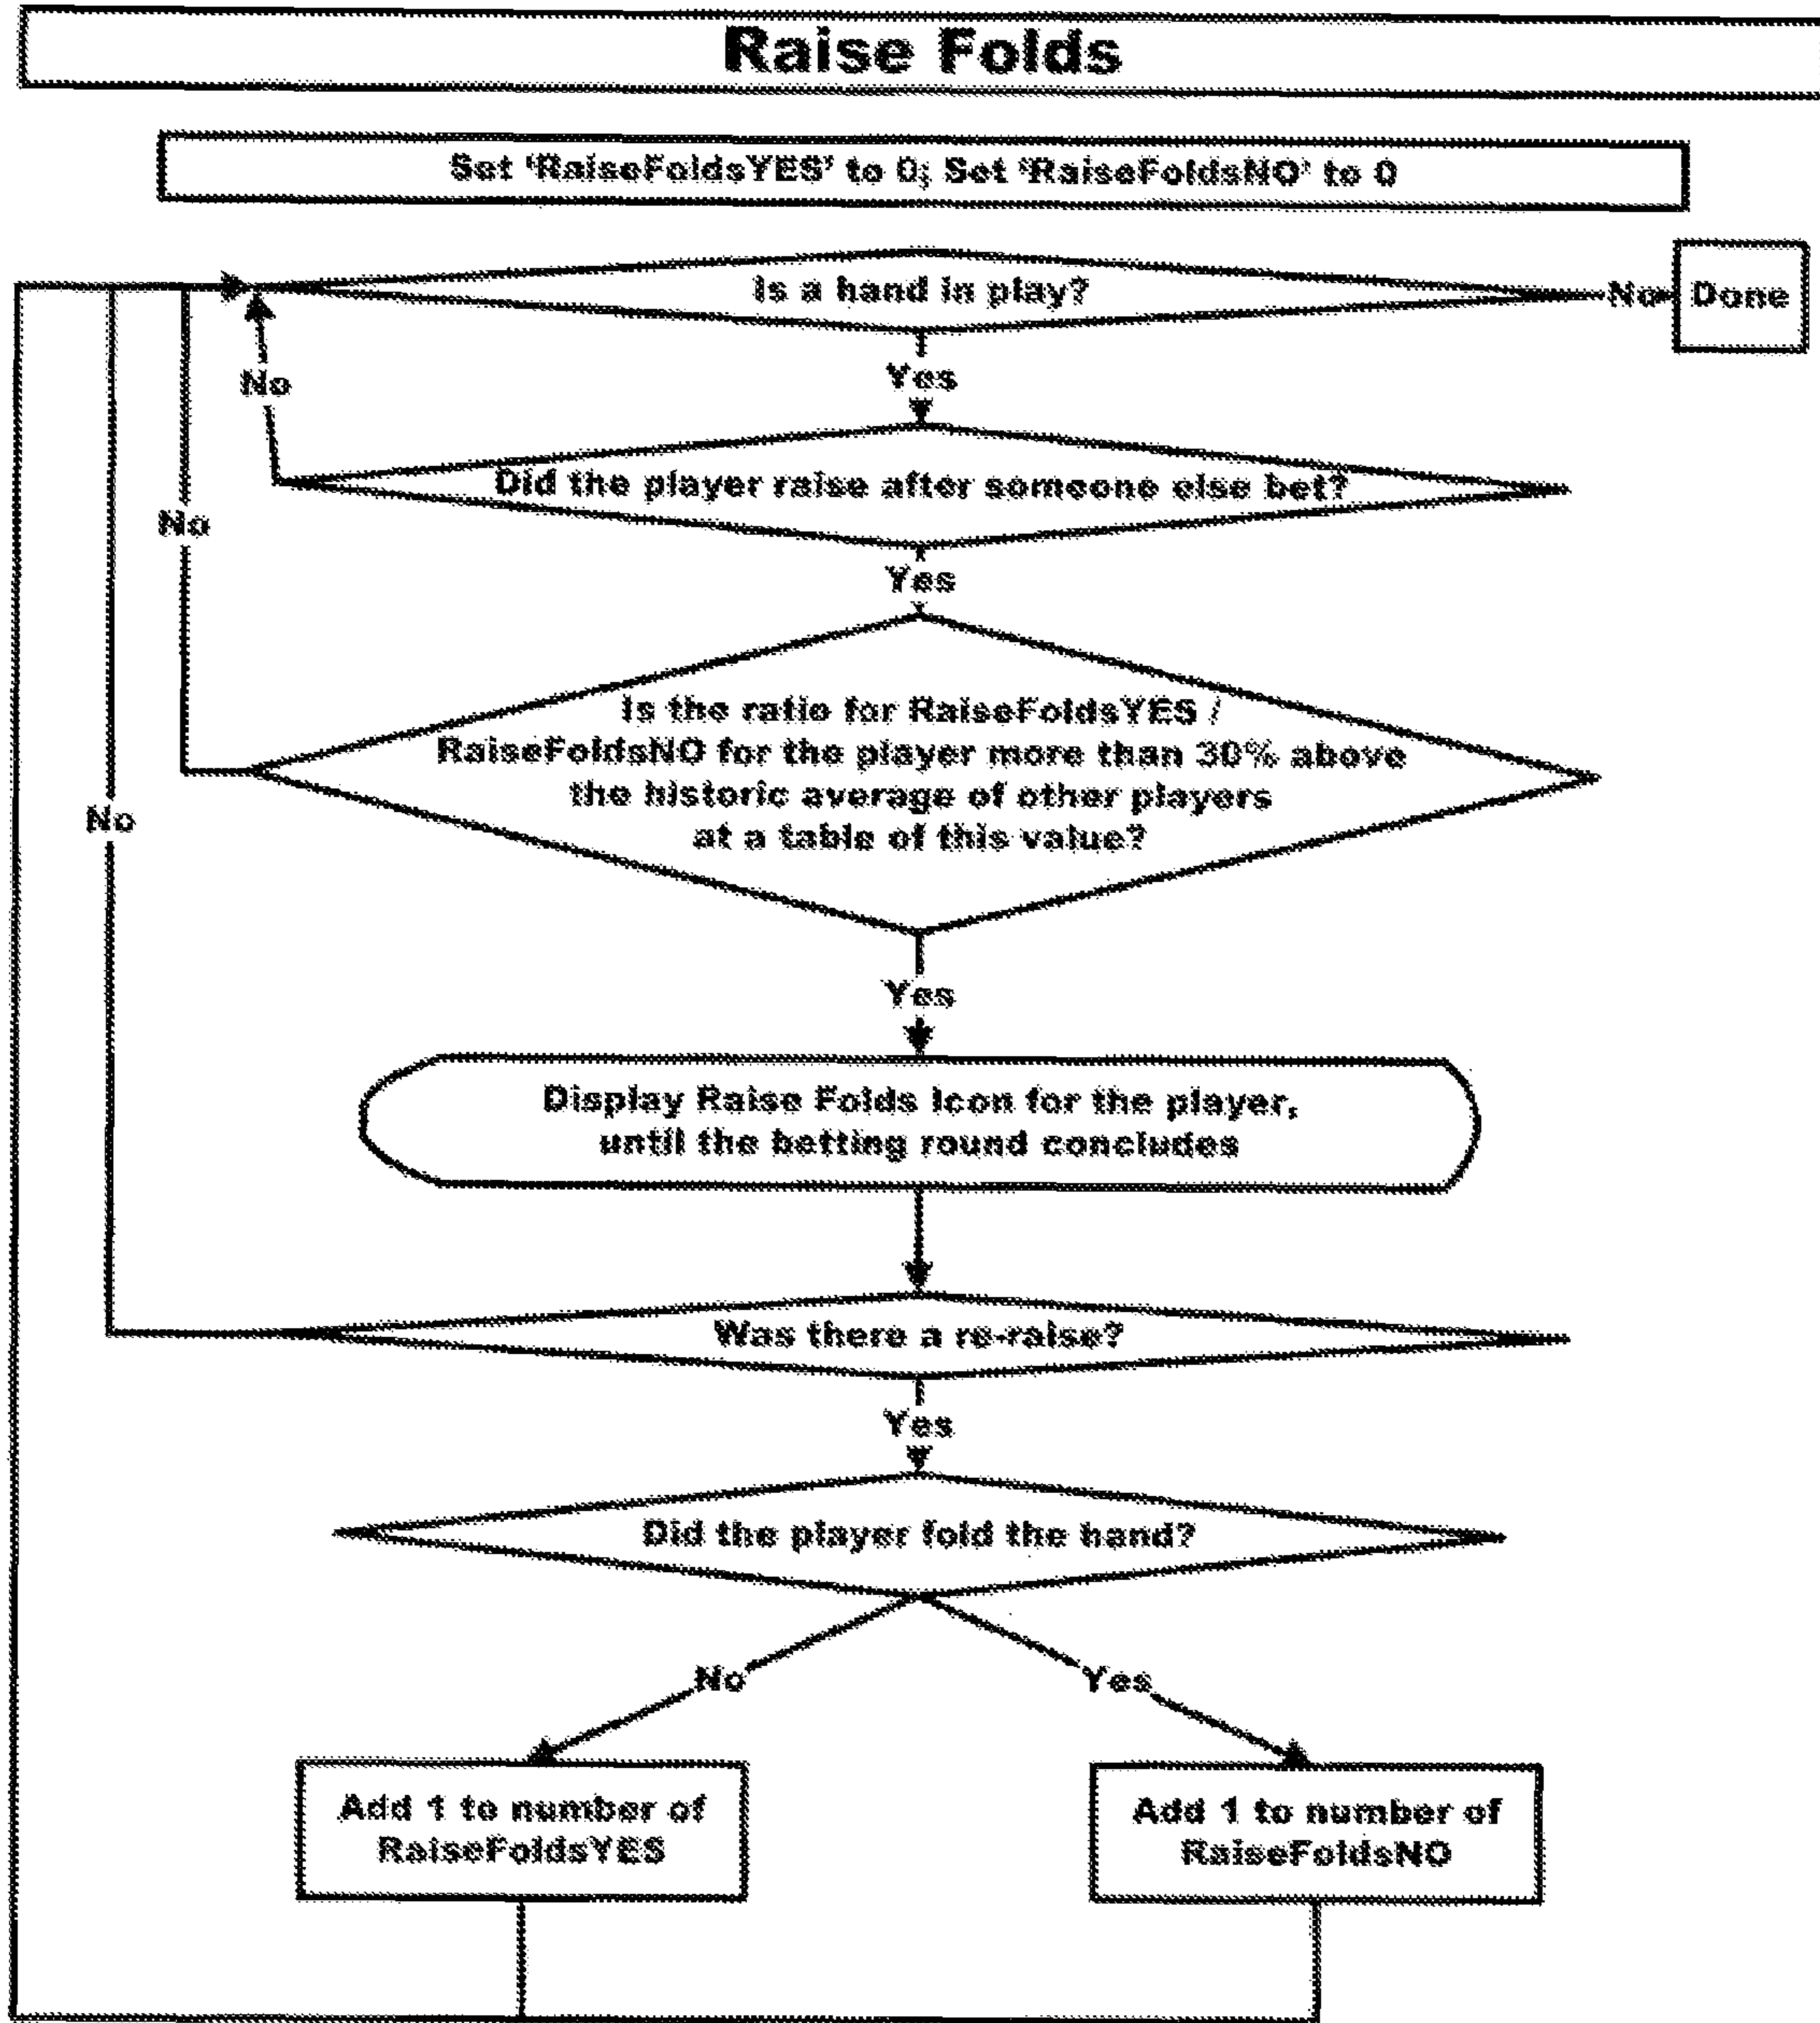 Raise Folds
Set 'RaiseFoldsYES' to 0; Set 'RaiseFoldsNO' to 0
Is a hand in play?
No
Done
Yes
No
Did the player raise after someone else bet?
No
Yes
Is the ratio for RaiseFoldsYES /
RaiseFoldsNO for the player more than 30% above
the historic average of other players
at a table of this value?
No
Yes
Display Raise Folds Icon for the player,
until the betting round concludes
Was there a re-raise?
Yes
Did the player fold the hand?
No
Yes
Add 1 to number of
RaiseFoldsYES
Add 1 to number of
RaiseFoldsNO